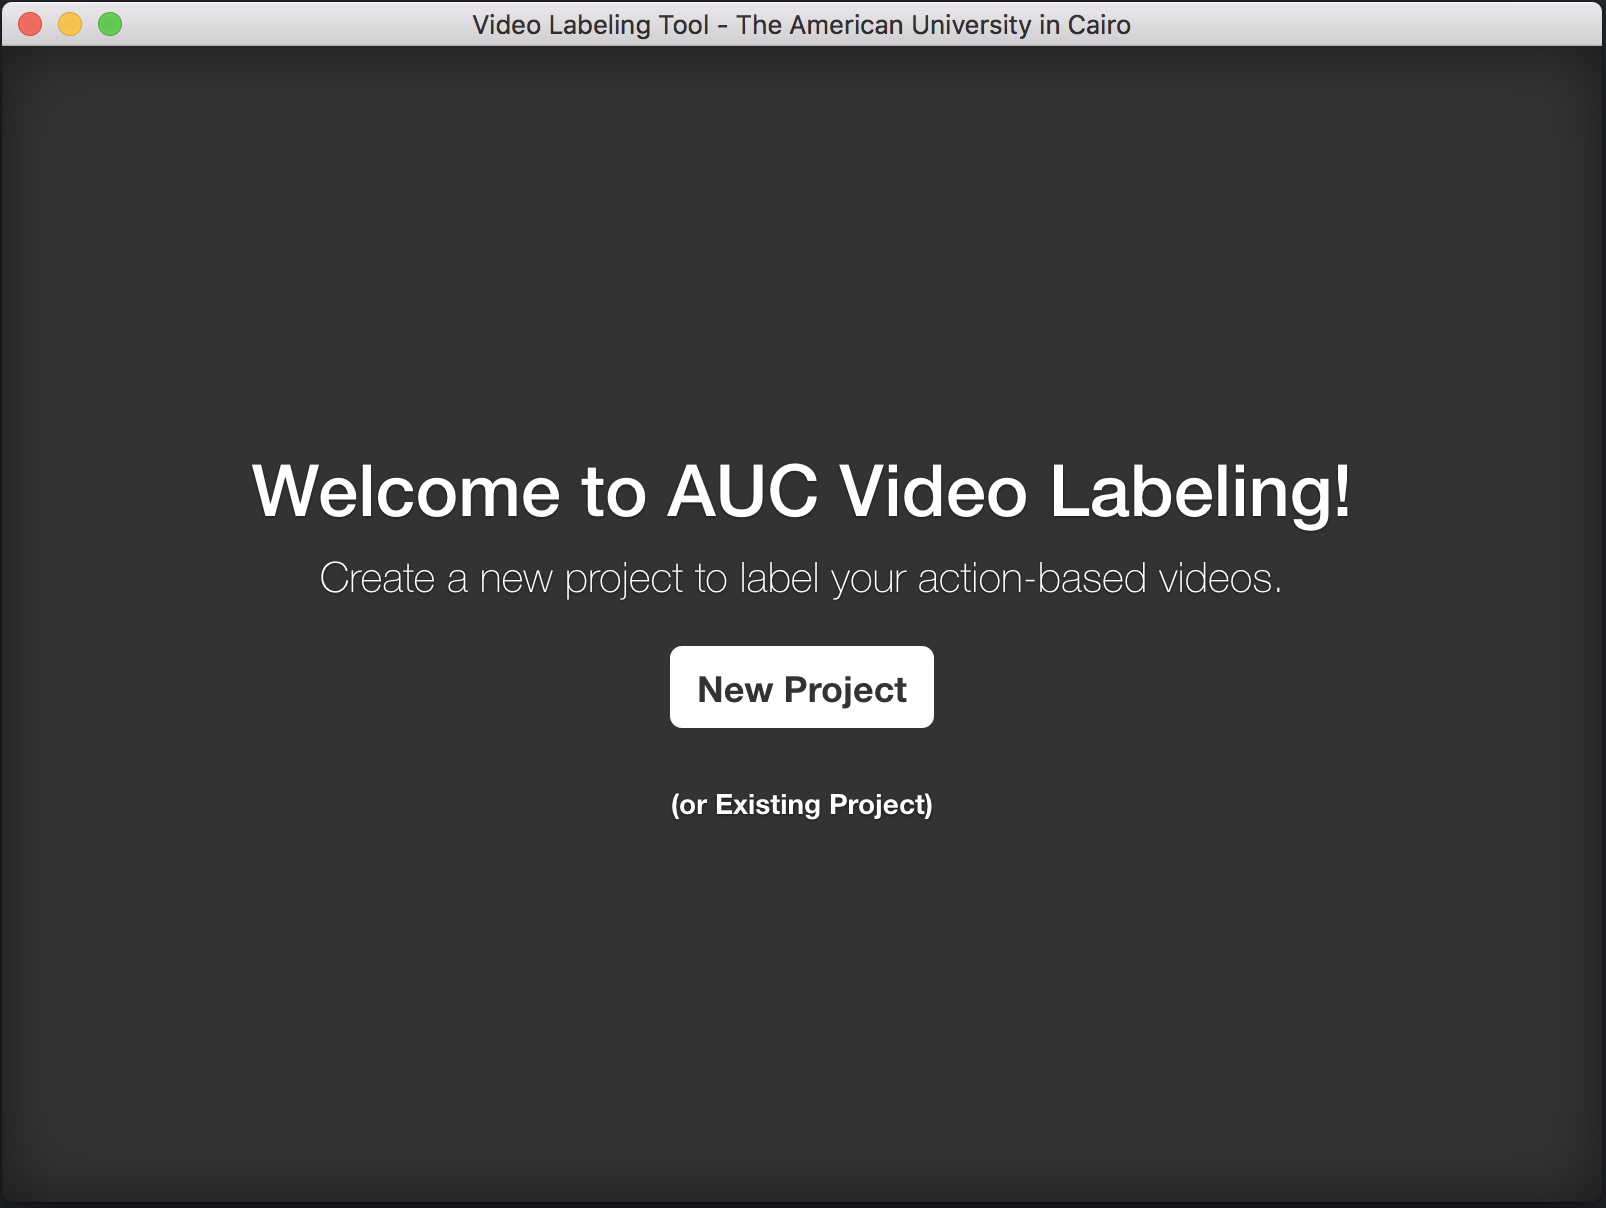 Video Labeling Tool - The American University in Cairo
Welcome to AUC Video Labeling!
Create a new project to label your action-based videos.
New Project
(or Existing Project)